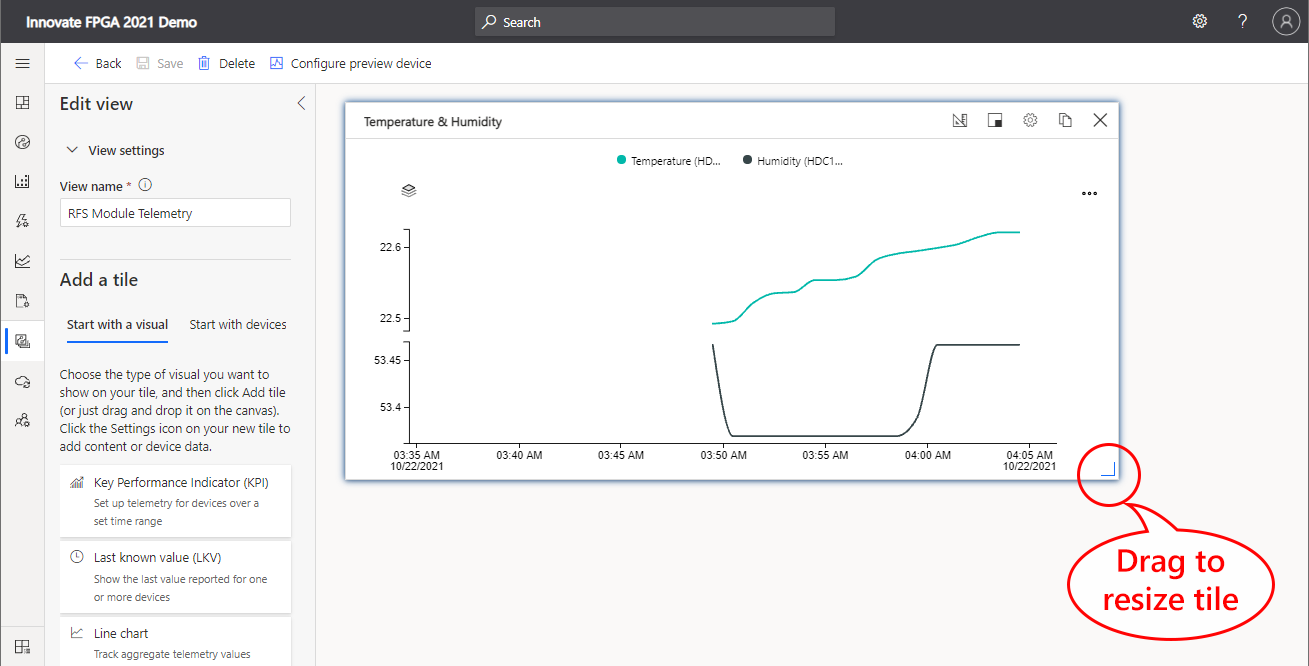 Innovate FPGA 2021 Demo
Search
?
Back
Save
Delete
Configure preview device
Edit view
View settings
View name *
RFS Module Telemetry
Add a tile
Start with a visual
Start with devices
Choose the type of visual you want to
show on your tile, and then click Add tile
(or just drag and drop it on the canvas).
Click the Settings icon on your new tile to
add content or device data.
Key Performance Indicator (KPI)
Set up telemetry for devices over a
set time range
Last known value (LKV)
Show the last value reported for one
or more devices
Line chart
Track aggregate telemetry values
Temperature & Humidity
Temperature (HD...
Humidity (HDC1...
22.6
22.5
53.45
53.4
03:35 AM
10/22/2021
03:40 AM
03:45 AM
03:50 AM
03:55 AM
04:00 AM
04:05 AM
10/22/2021
Drag to
resize tile